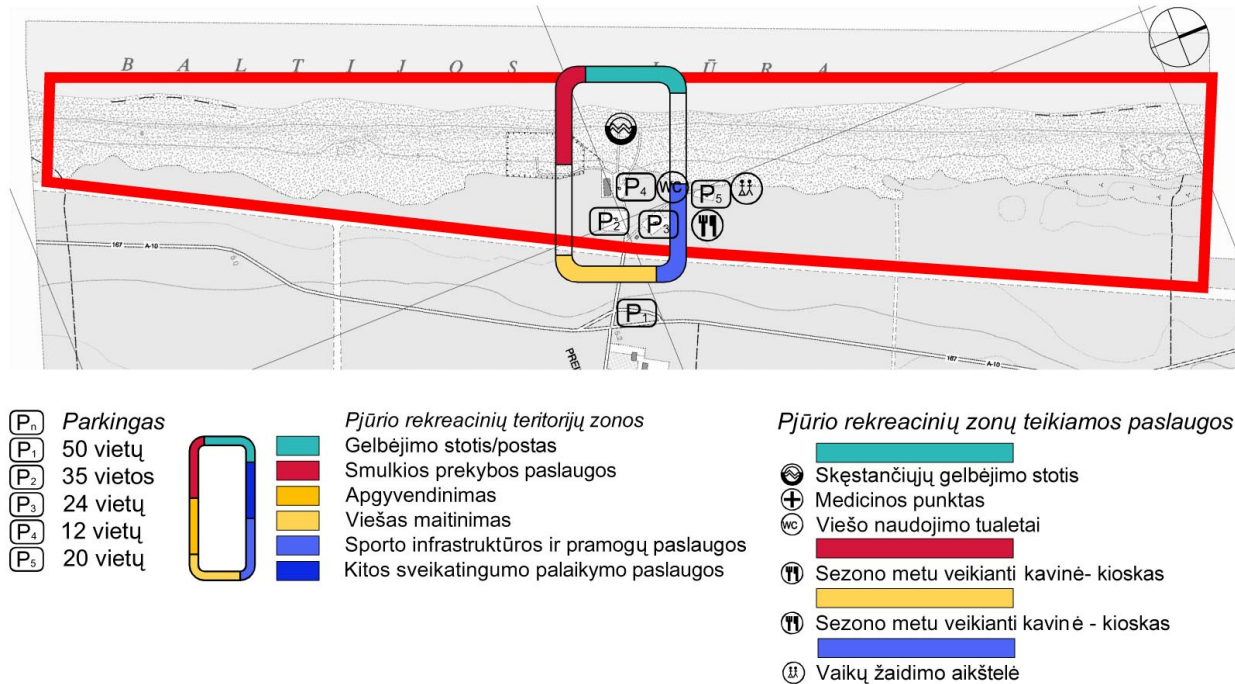 B A L T I J O S J Ū R A
WC
P4
P5
P2
P3
167 A-10
P1
167 A-10
Pn Parkingas
P1 50 vietų
P2 35 vietos
P3 24 vietų
P4 12 vietų
P5 20 vietų
Pjūrio rekreacinių teritorijų zonos
Gelbėjimo stotis/postas
Smulkios prekybos paslaugos
Apgyvendinimas
Viešas maitinimas
Sporto infrastruktūros ir pramogų paslaugos
Kitos sveikatingumo palaikymo paslaugos
Pjūrio rekreacinių zonų teikiamos paslaugos
Skęstančiųjų gelbėjimo stotis
Medicinos punktas
WC Viešo naudojimo tualetai
Sezono metu veikianti kavinė- kioskas
Sezono metu veikianti kavinė - kioskas
Vaikų žaidimo aikštelė